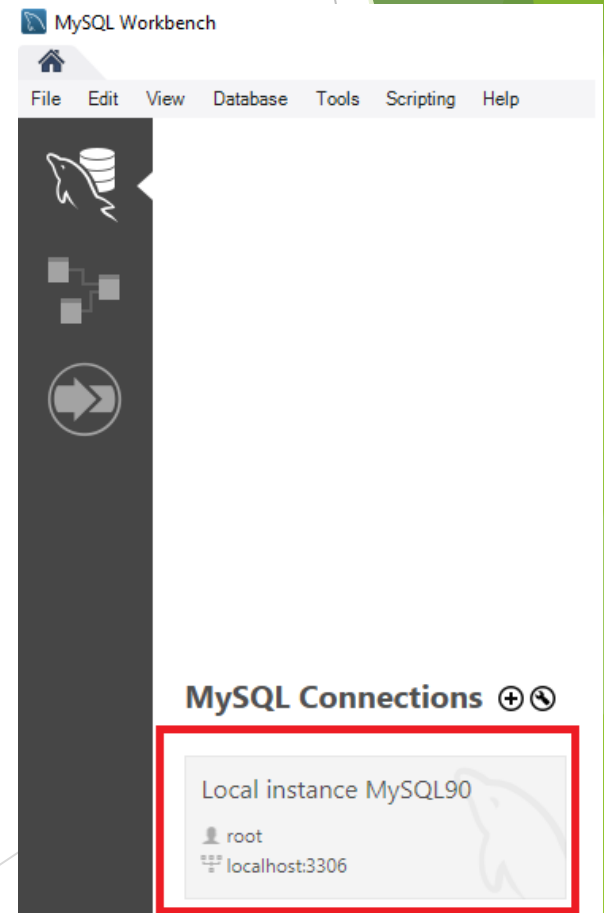 MySQL Workbench
File Edit View Database Tools Scripting Help
MySQL Connections
Local instance MySQL90
root
localhost:3306